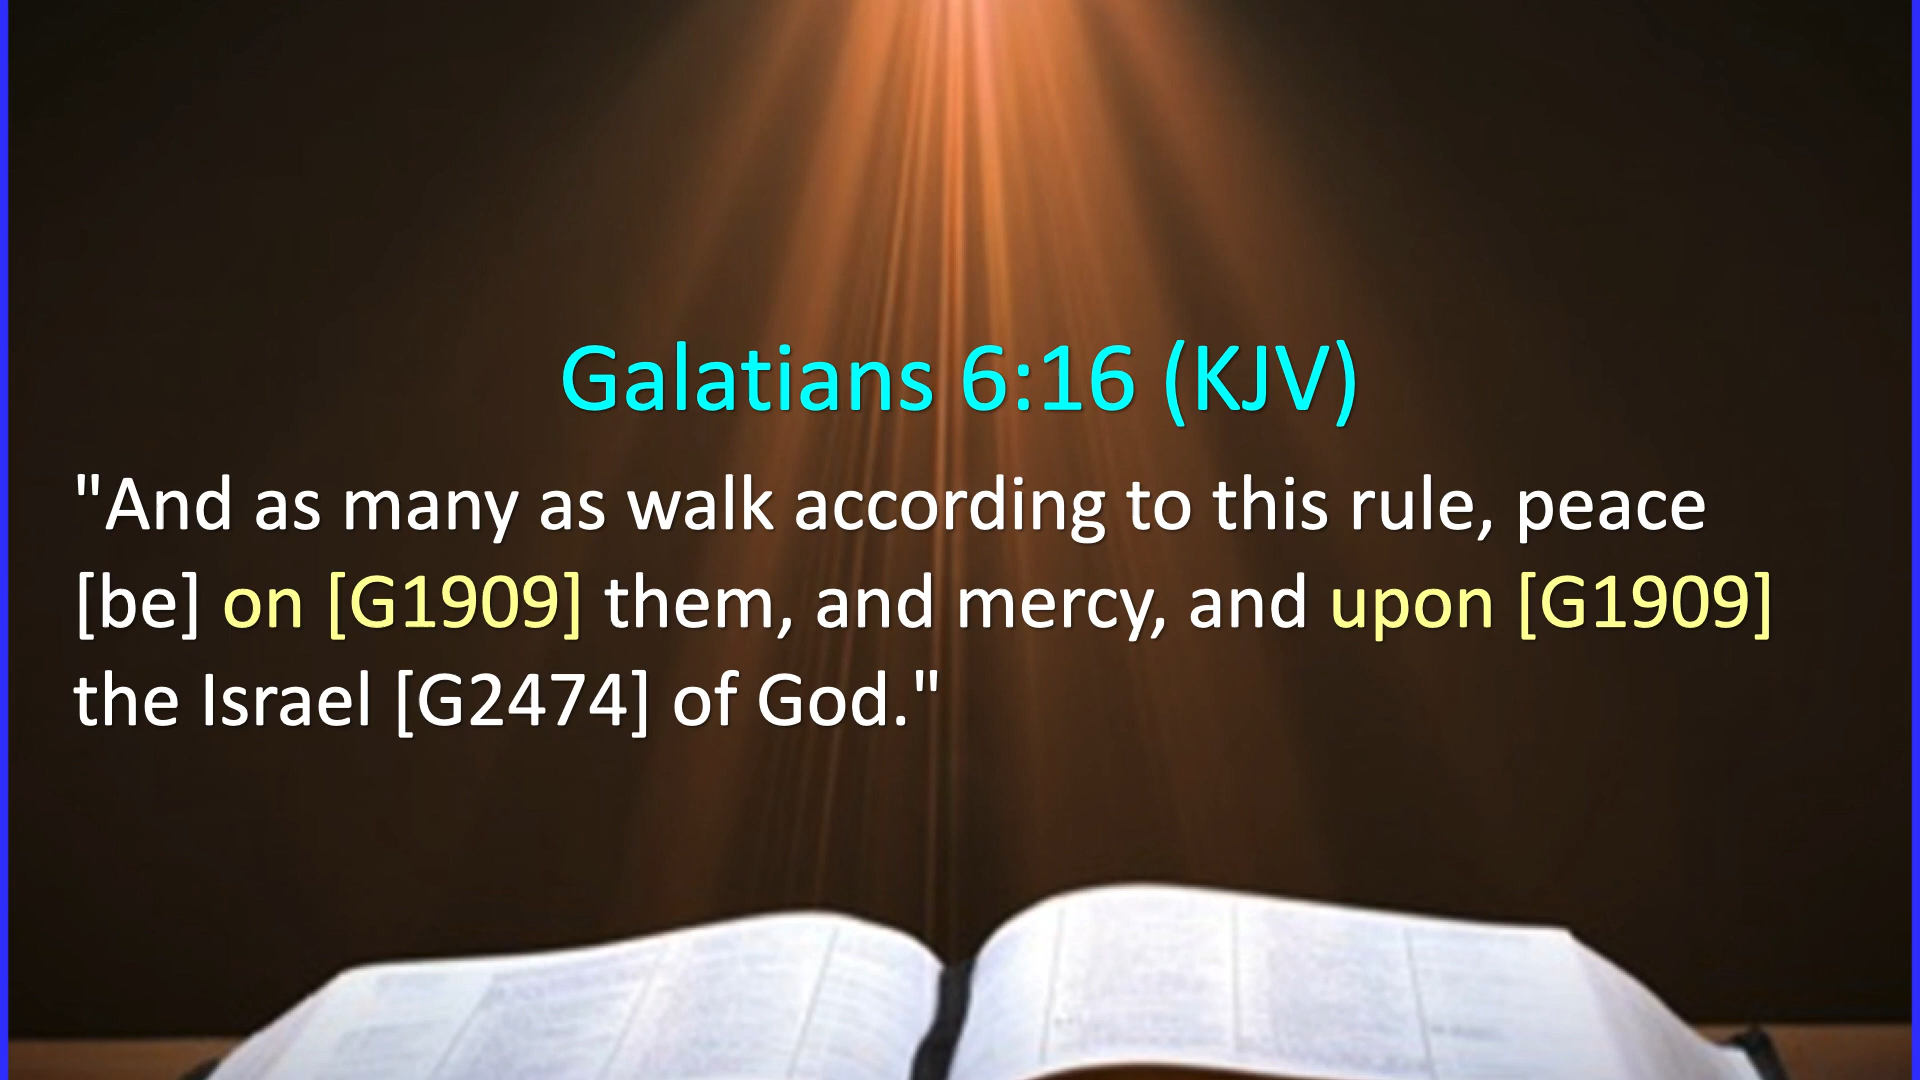 Galatians 6:16 (KJV)
"And as many as walk according to this rule, peace
[be] on [G1909] them, and mercy, and upon [G1909]
the Israel [G2474] of God."